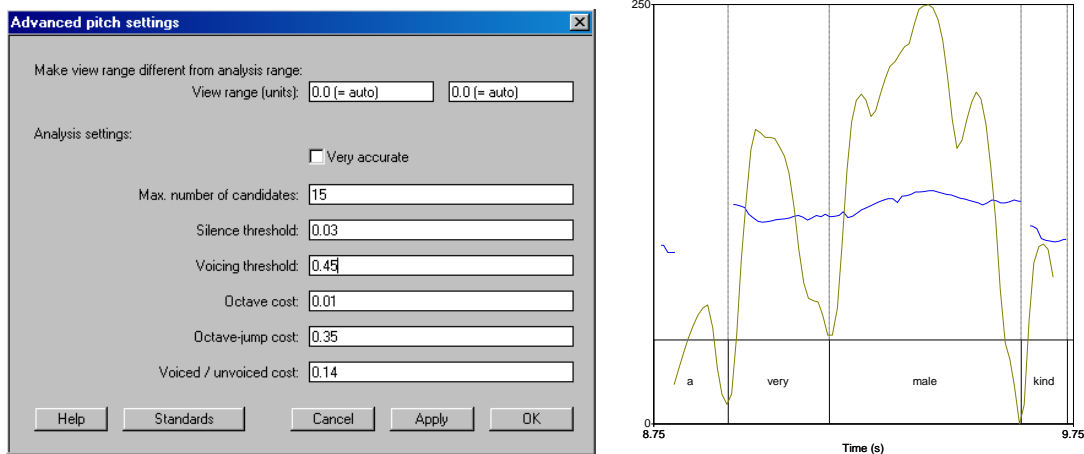 Advanced pitch settings
Make view range different from analysis range:
View range (units): 0.0 (= auto) 0.0 (= auto)
Analysis settings:
Very accurate
Max. number of candidates: 15
Silence threshold: 0.03
Voicing threshold: 0.45
Octave cost: 0.01
Octave-jump cost: 0.35
Voiced / unvoiced cost: 0.14
Help Standards Cancel Apply OK
250
a very male kind
0
8.75 9.75
Time (s)